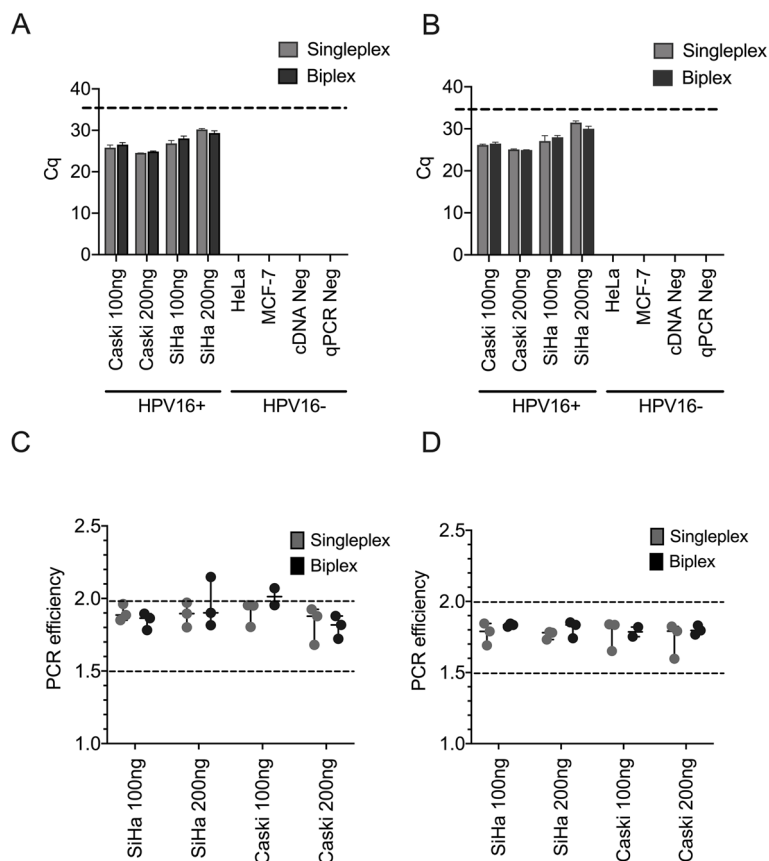 A
Singleplex
Biplex
40
30
20
10
0
Cq
Caski 100ng
Caski 200ng
SiHa 100ng
SiHa 200ng
HeLa
MCF-7
cDNA Neg
qPCR Neg
HPV16+
HPV16-
B
Singleplex
Biplex
40
30
20
10
0
Cq
Caski 100ng
Caski 200ng
SiHa 100ng
SiHa 200ng
HeLa
MCF-7
cDNA Neg
qPCR Neg
HPV16+
HPV16-
C
Singleplex
Biplex
2.5
2.0
1.5
1.0
PCR efficiency
SiHa 100ng
SiHa 200ng
Caski 100ng
Caski 200ng
D
Singleplex
Biplex
2.5
2.0
1.5
1.0
PCR efficiency
SiHa 100ng
SiHa 200ng
Caski 100ng
Caski 200ng